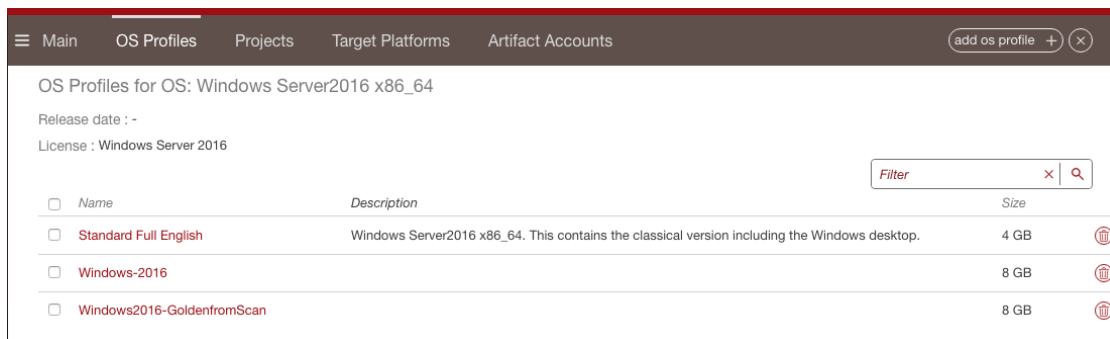 Main OS Profiles Projects Target Platforms Artifact Accounts add os profile +
OS Profiles for OS: Windows Server2016 x86_64
Release date : -
License : Windows Server 2016
Filter
Name Description Size
Standard Full English Windows Server2016 x86_64. This contains the classical version including the Windows desktop. 4 GB
Windows-2016 8 GB
Windows2016-GoldenfromScan 8 GB